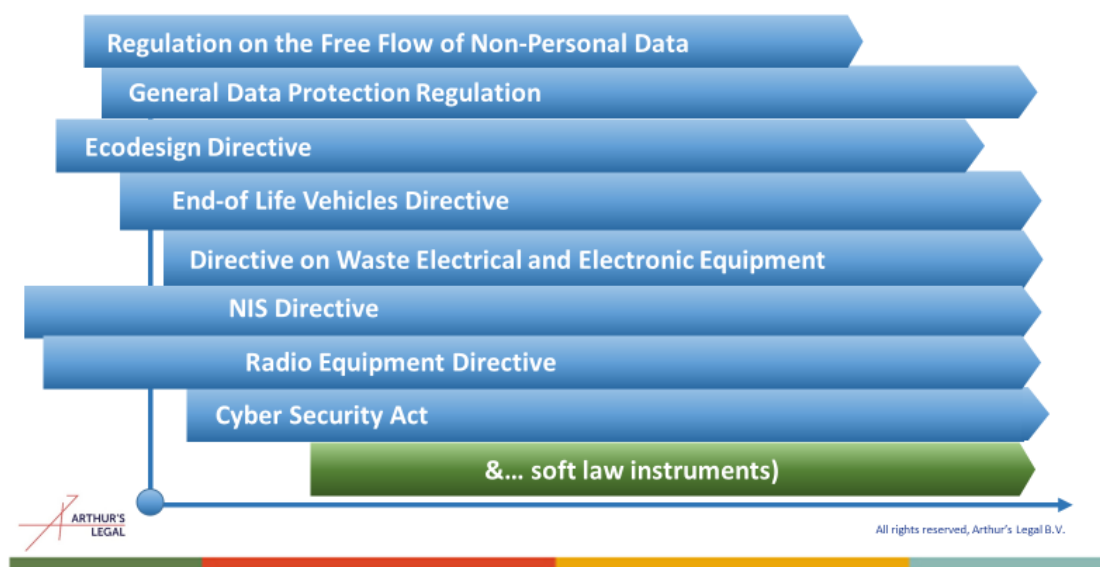 Regulation on the Free Flow of Non-Personal Data
General Data Protection Regulation
Ecodesign Directive
End-of Life Vehicles Directive
Directive on Waste Electrical and Electronic Equipment
NIS Directive
Radio Equipment Directive
Cyber Security Act
&... soft law instruments)
ARTHUR'S
LEGAL
All rights reserved, Arthur's Legal B.V.